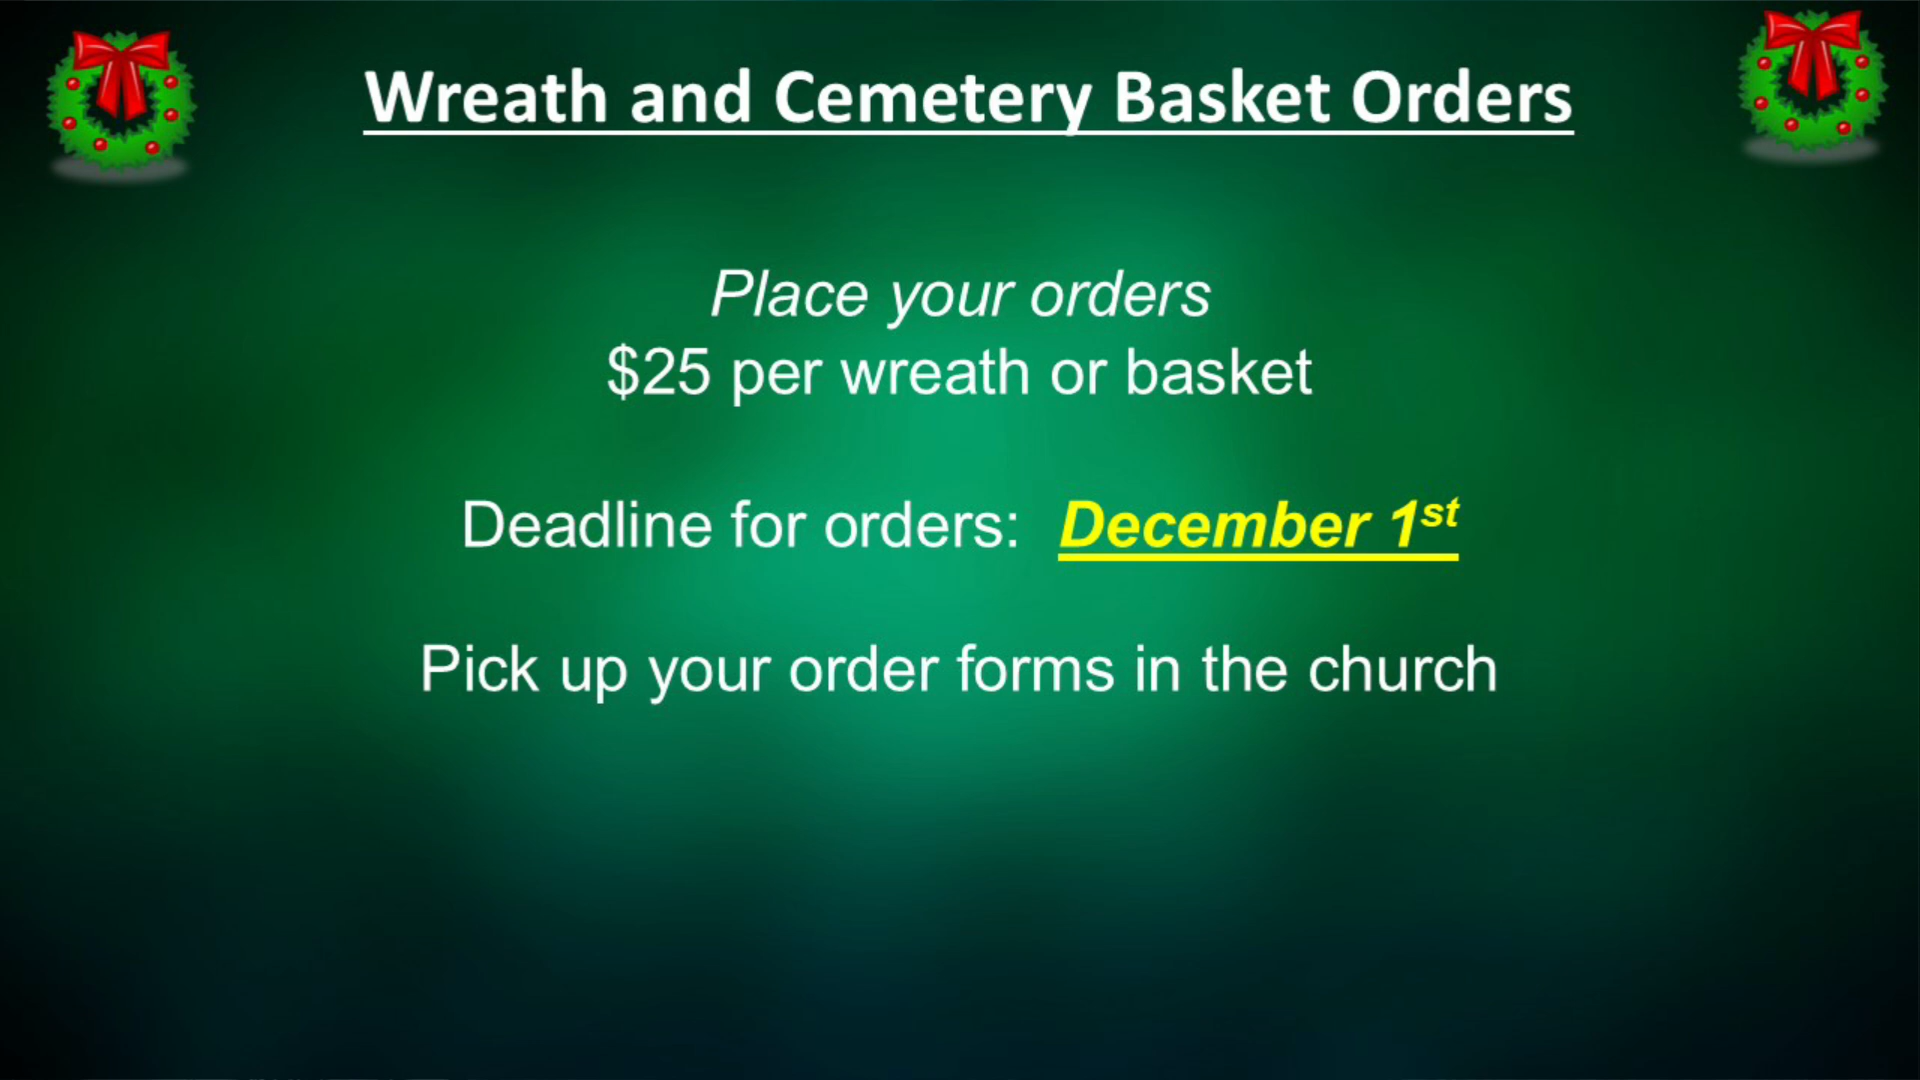 Wreath and Cemetery Basket Orders
Place your orders
$25 per wreath or basket
Deadline for orters: December 1st
Pick up your order forms in the church